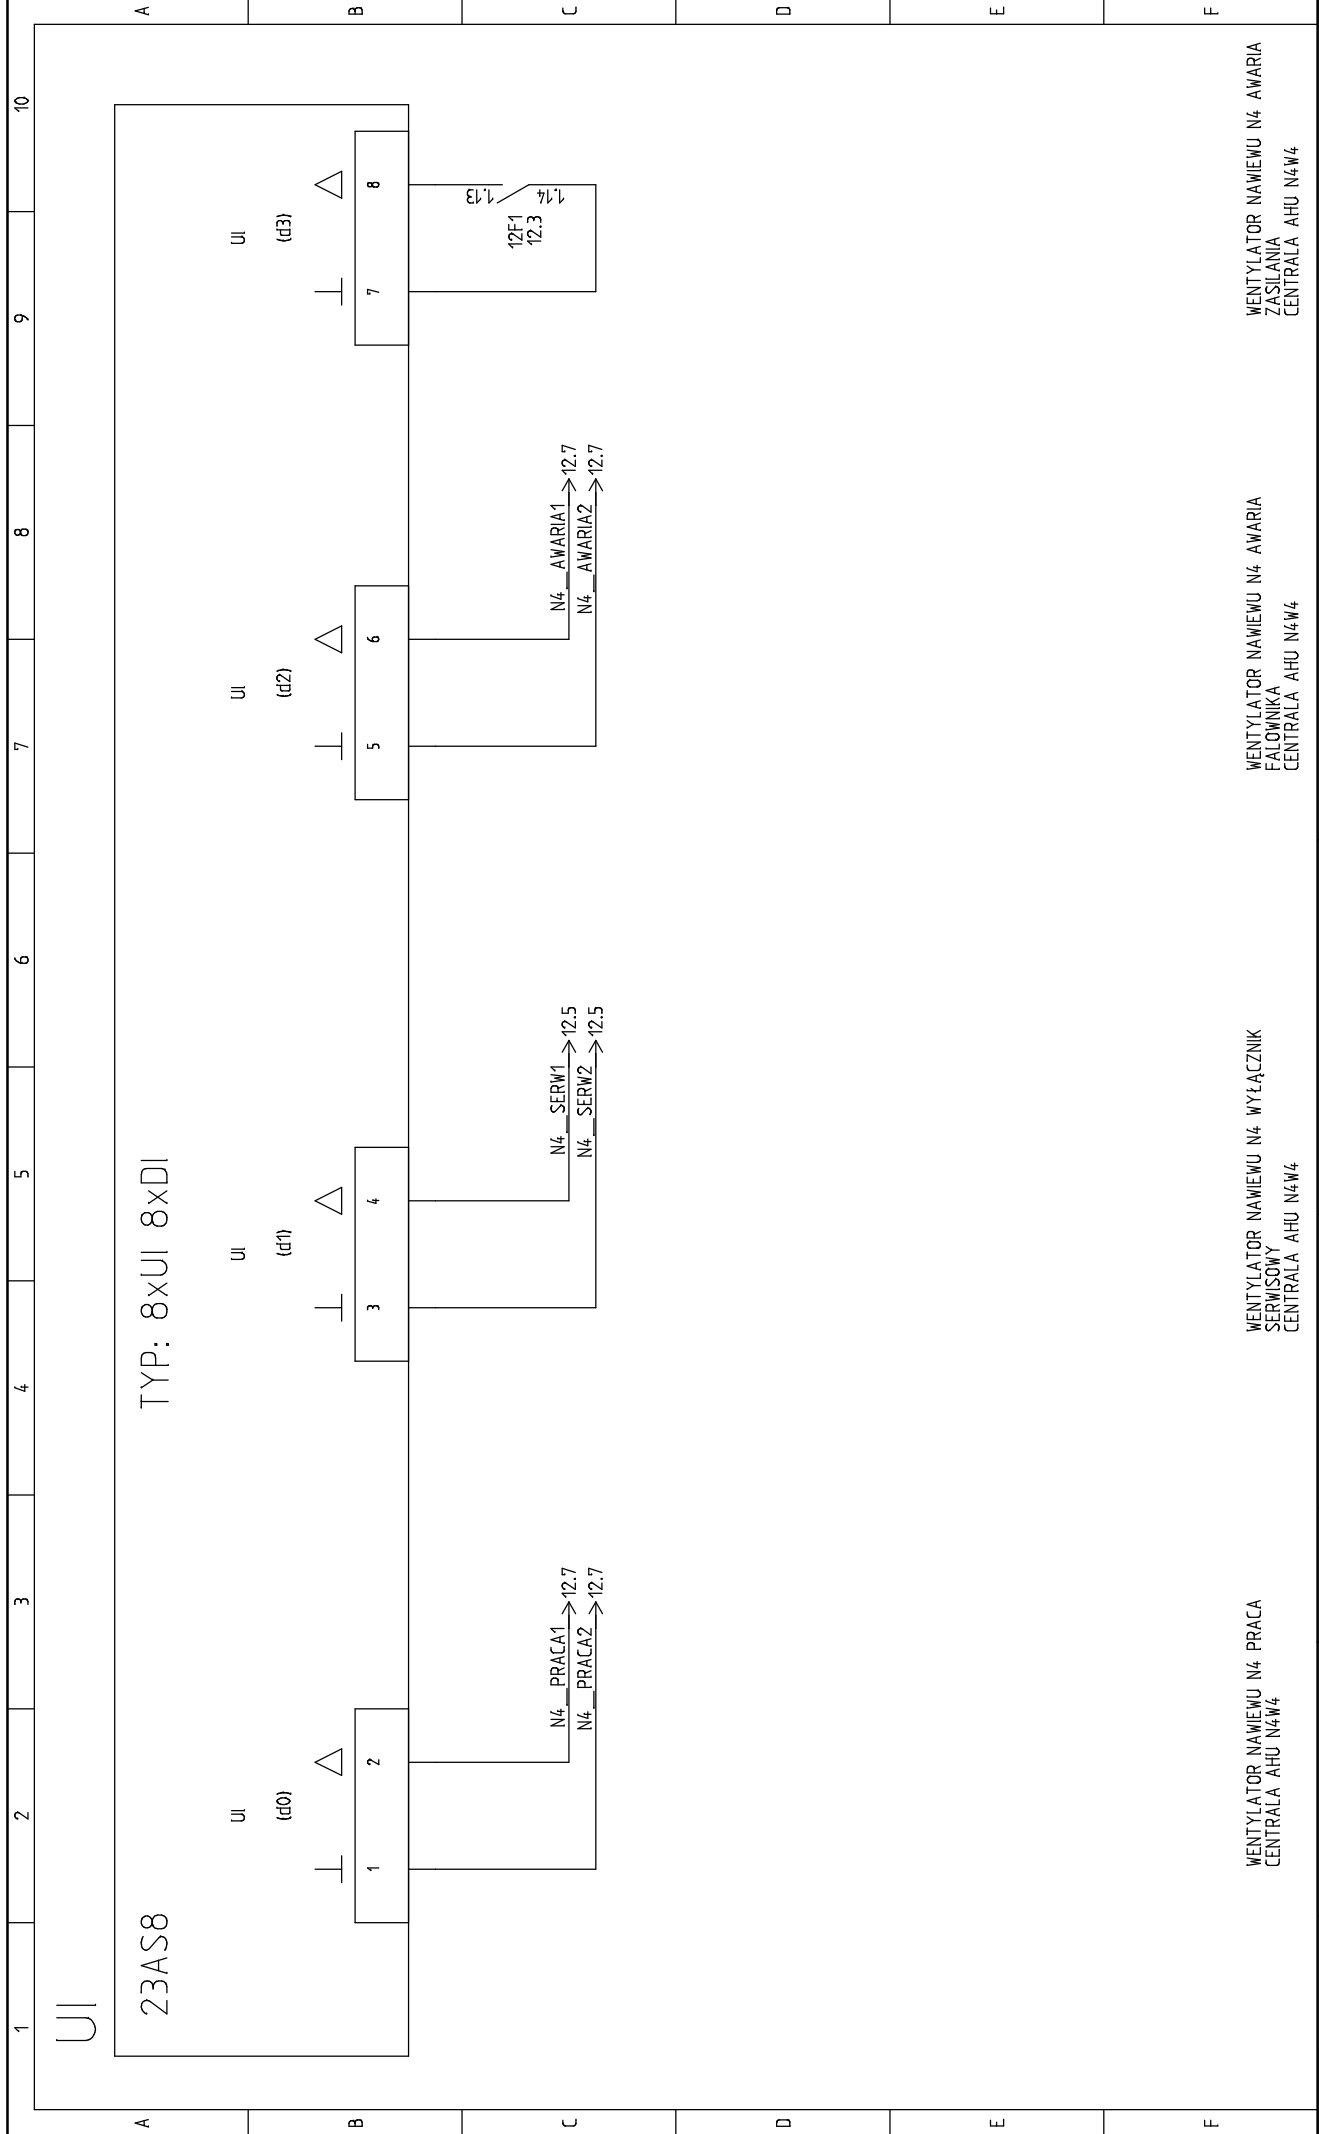 1 2 3 4 5 6 7 8 9 10
A
B
C
D
E
F
A
B
C
D
E
F
UI
23AS8
TYP: 8xUI 8xDI
UI
(d0)
1
2
N4_PRACA1
12.7
N4_PRACA2
12.7
WENTYLATOR NAWIEWU N4 PRACA
CENTRALA AHU N4W4
UI
(d1)
3
4
N4_SERW1
12.5
N4_SERW2
12.5
WENTYLATOR NAWIEWU N4 WYŁĄCZNIK
SERWISOWY
CENTRALA AHU N4W4
UI
(d2)
5
6
N4_AWARIA1
12.7
N4_AWARIA2
12.7
WENTYLATOR NAWIEWU N4 AWARIA
FALOWNIKA
CENTRALA AHU N4W4
UI
(d3)
7
8
1.13
1.14
12F1
12.3
WENTYLATOR NAWIEWU N4 AWARIA
ZASILANIA
CENTRALA AHU N4W4